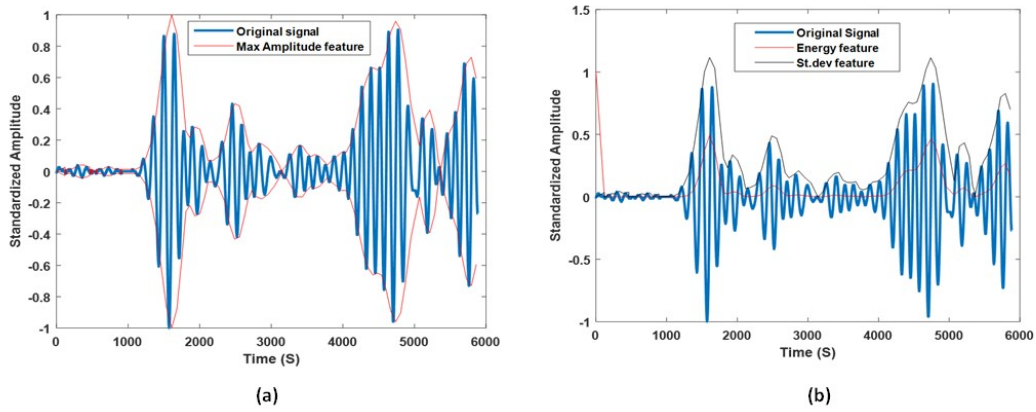 Original signal
Max Amplitude feature
Standardized Amplitude
1
0.8
0.6
0.4
0.2
0
-0.2
-0.4
-0.6
-0.8
-1
0 1000 2000 3000 4000 5000 6000
Time (S)
(a)
Original Signal
Energy feature
St.dev feature
Standardized Amplitude
1.5
1
0.5
0
-0.5
-1
0 1000 2000 3000 4000 5000 6000
Time (S)
(b)